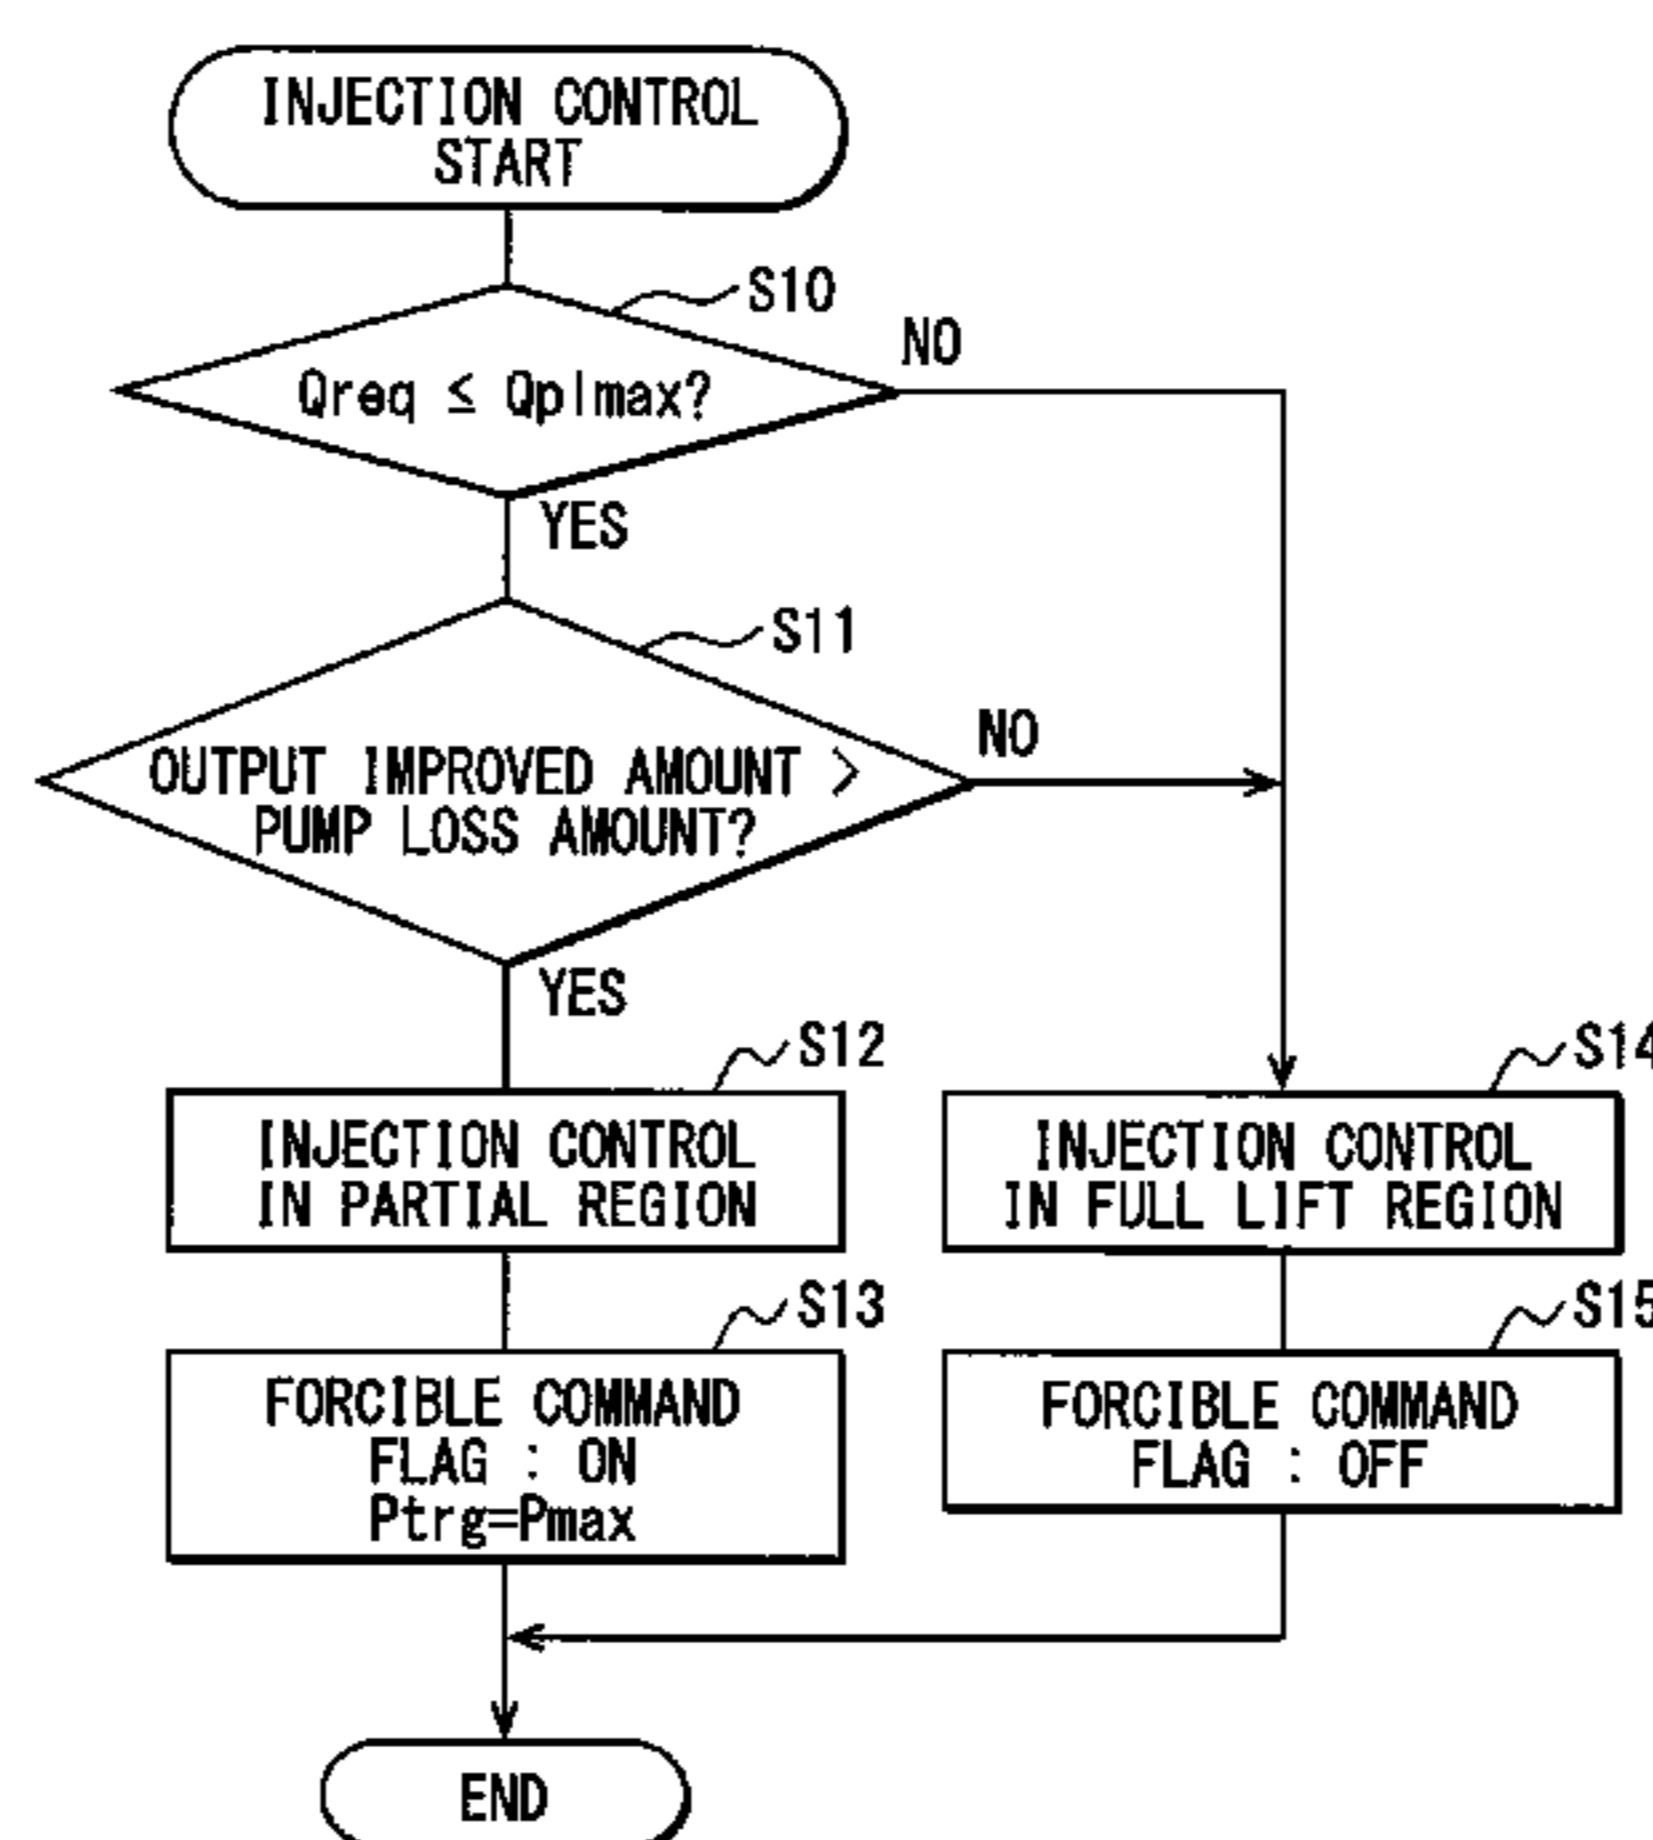 INJECTION CONTROL
START
S10
Qreq ≤ Qplmax?
NO
YES
S11
OUTPUT IMPROVED AMOUNT >
PUMP LOSS AMOUNT?
NO
YES
S12
INJECTION CONTROL
IN PARTIAL REGION
S14
INJECTION CONTROL
IN FULL LIFT REGION
S13
FORCIBLE COMMAND
FLAG : ON
Ptrg=Pmax
S15
FORCIBLE COMMAND
FLAG : OFF
END